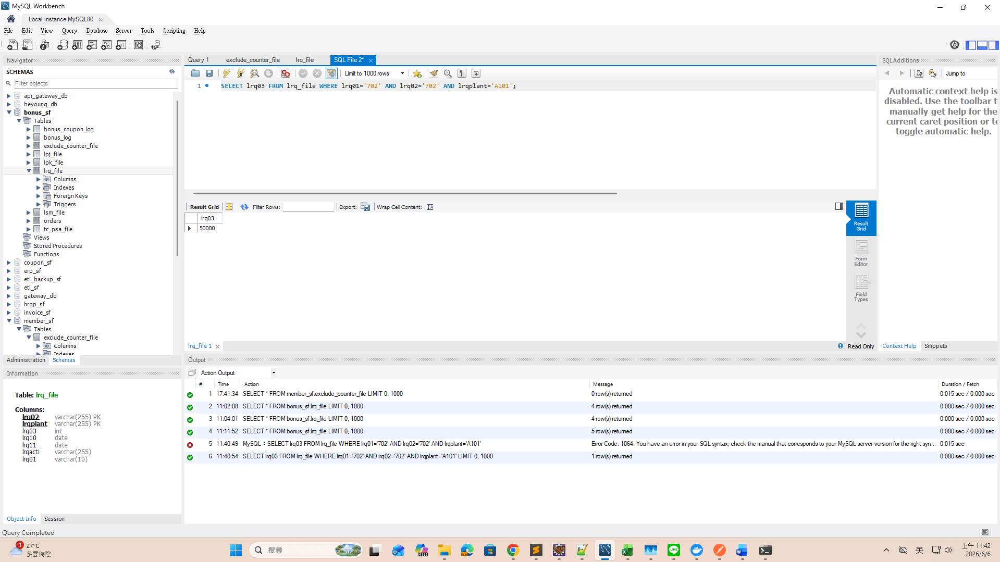 MySQL Workbench
Local instance MySQL80
File Edit View Query Database Server Tools Scripting Help
Navigator
SCHEMAS
Filter objects
api_gateway_db
beyoung_db
bonus_sf
Tables
bonus_coupon_log
bonus_log
exclude_counter_file
lpj_file
lpk_file
lrq_file
Columns
Indexes
Foreign Keys
Triggers
lsm_file
orders
tc_psa_file
Views
Stored Procedures
Functions
coupon_sf
erp_sf
etl_backup_sf
etl_sf
gateway_db
hrgp_sf
invoice_sf
member_sf
Tables
exclude_counter_file
Columns
Indexes
Administration Schemas
Information
Table: lrq_file
Columns:
lrq02 varchar(255) PK
lrqplant varchar(255) PK
lrq03 int
lrq10 date
lrq11 date
lrqacti varchar(255)
lrq01 varchar(10)
Object Info Session
Query Completed
Query 1 exclude_counter_file lrq_file SQL File 2*
Limit to 1000 rows
1 SELECT lrq03 FROM lrq_file WHERE lrq01='702' AND lrq02='702' AND lrqplant='A101';
Result Grid Filter Rows: Export: Wrap Cell Content:
lrq03
50000
Result Grid
Form Editor
Field Types
lrq_file 1
Read Only
SQLAdditions
Jump to
Automatic context help is
disabled. Use the toolbar t
manually get help for the
current caret position or to
toggle automatic help.
Context Help Snippets
Output
Action Output
# Time Action Message Duration / Fetch
1 17:41:34 SELECT * FROM member_sf.exclude_counter_file LIMIT 0, 1000 0 row(s) returned 0.015 sec / 0.000 sec
2 11:02:08 SELECT * FROM bonus_sf.lrq_file LIMIT 0, 1000 4 row(s) returned 0.000 sec / 0.000 sec
3 11:04:01 SELECT * FROM bonus_sf.lrq_file LIMIT 0, 1000 4 row(s) returned 0.000 sec / 0.000 sec
4 11:11:52 SELECT * FROM bonus_sf.lrq_file LIMIT 0, 1000 5 row(s) returned 0.000 sec / 0.000 sec
5 11:40:49 MySQL：SELECT lrq03 FROM lrq_file WHERE lrq01='702' AND lrq02='702' AND lrqplant='A101' Error Code: 1064. You have an error in your SQL syntax; check the manual that corresponds to your MySQL server version for the right syn... 0.015 sec
6 11:40:54 SELECT lrq03 FROM lrq_file WHERE lrq01='702' AND lrq02='702' AND lrqplant='A101' LIMIT 0, 1000 1 row(s) returned 0.000 sec / 0.000 sec
1
27°C
多雲時陰
搜尋
英
上午 11:42
2026/6/6